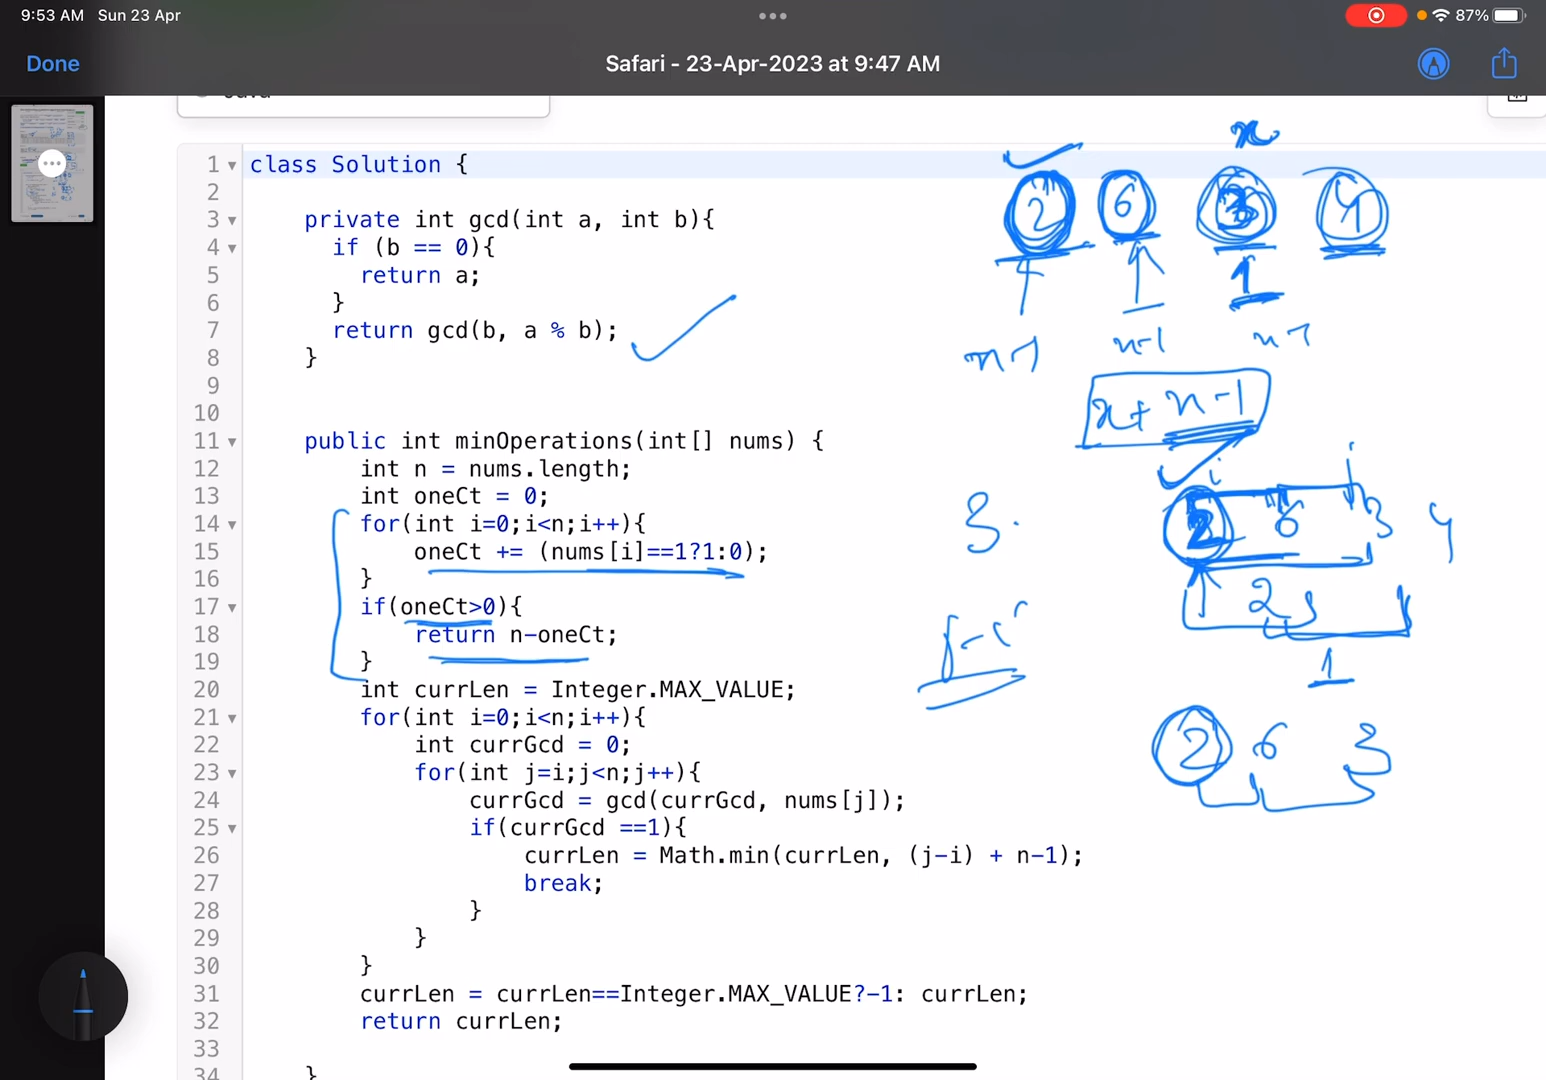 9:53 AM Sun 23 Apr
87%
Done
Safari - 23-Apr-2023 at 9:47 AM
1 class Solution {
2
3 private int gcd(int a, int b){
4 if (b == 0){
5 return a;
6 }
7 return gcd(b, a % b);
8 }
9
10
11 public int minOperations(int[] nums) {
12 int n = nums.length;
13 int oneCt = 0;
14 for(int i=0;i<n;i++){
15 oneCt += (nums[i]==1?1:0);
16 }
17 if(oneCt>0){
18 return n-oneCt;
19 }
20 int currLen = Integer.MAX_VALUE;
21 for(int i=0;i<n;i++){
22 int currGcd = 0;
23 for(int j=i;j<n;j++){
24 currGcd = gcd(currGcd, nums[j]);
25 if(currGcd ==1){
26 currLen = Math.min(currLen, (j-i) + n-1);
27 break;
28 }
29 }
30 }
31 currLen = currLen==Integer.MAX_VALUE?-1: currLen;
32 return currLen;
33
34 }
x
2 6 3 4
1
n-1 n-1 n-1
x + n-1
i j
3. 2 6 3 4
2
j-i
1
2 6 3